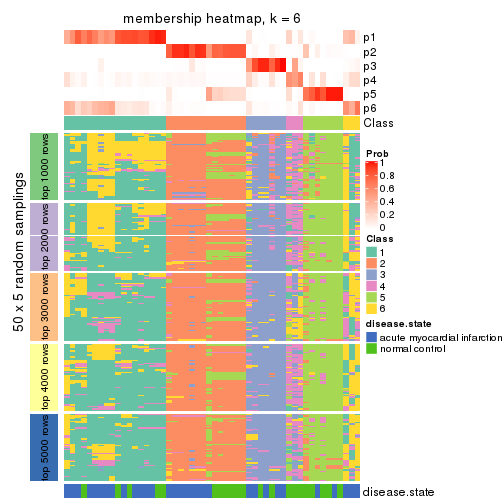 membership heatmap, k = 6
p1
p2
p3
p4
p5
p6
Class
50 x 5 random samplings
top 1000 rows
top 2000 rows
top 3000 rows
top 4000 rows
top 5000 rows
disease.state
Prob
1
0.8
0.6
0.4
0.2
0
Class
1
2
3
4
5
6
disease.state
acute myocardial infarction
normal control